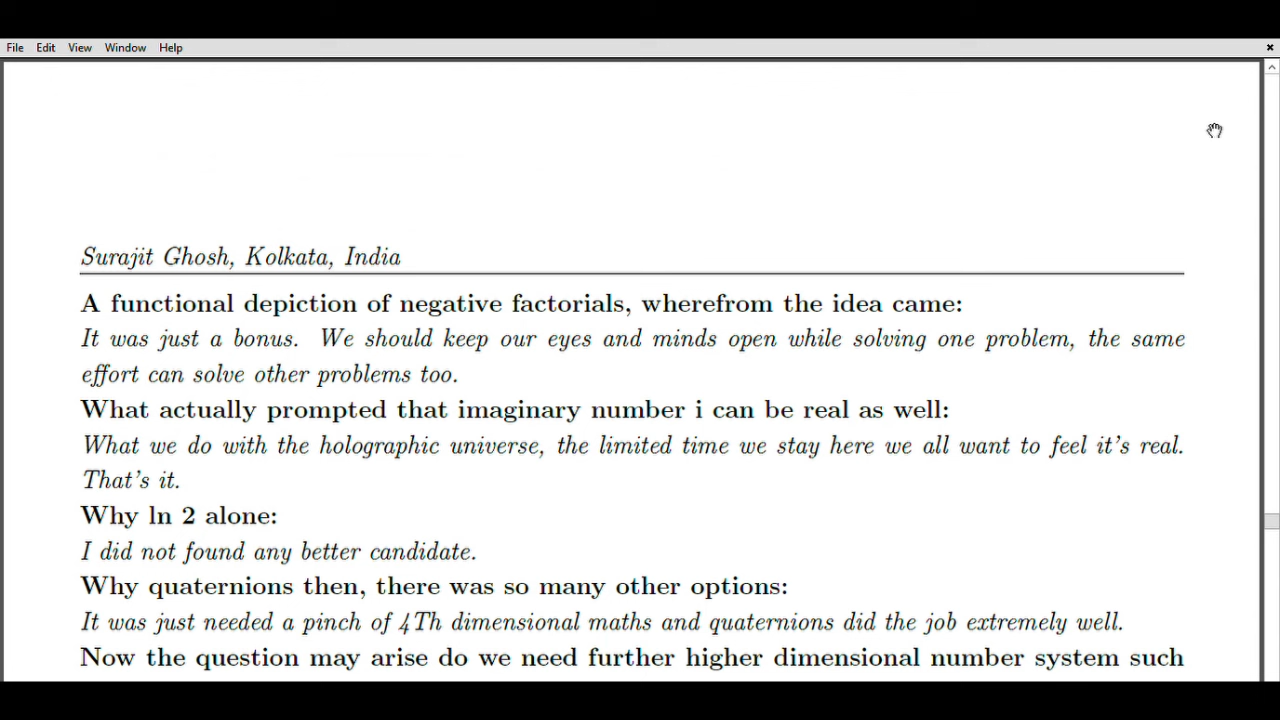 File Edit View Window Help
Surajit Ghosh, Kolkata, India
A functional depiction of negative factorials, wherefrom the idea came:
It was just a bonus. We should keep our eyes and minds open while solving one problem, the same
effort can solve other problems too.
What actually prompted that imaginary number i can be real as well:
What we do with the holographic universe, the limited time we stay here we all want to feel it's real.
That's it.
Why ln 2 alone:
I did not found any better candidate.
Why quaternions then, there was so many other options:
It was just needed a pinch of 4Th dimensional maths and quaternions did the job extremely well.
Now the question may arise do we need further higher dimensional number system such